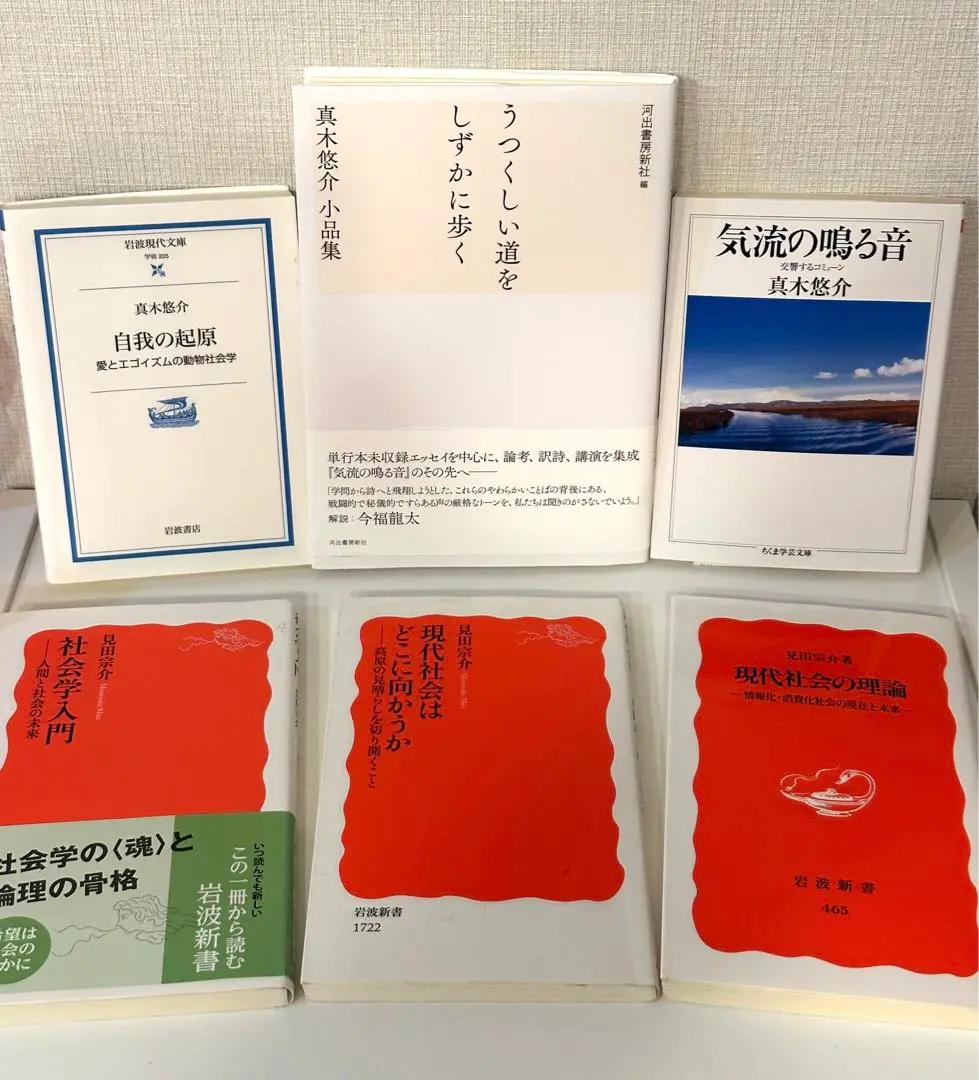 岩波現代文庫
学術 205
真木悠介
自我の起原
愛とエゴイズムの動物社会学
岩波書店
河出書房新社 編
うつくしい道を
しずかに歩く
真木悠介 小品集
単行本未収録エッセイを中心に、論考、訳詩、講演を集成
『気流の鳴る音』のその先へ——
「学問から詩へと飛翔しようとした、これらのやわらかいことばの背後にある、
戦闘的で秘儀的ですらある声の厳格なトーンを、私たちは聞きのがさないでいよう。」
解説：今福龍太
河出書房新社
気流の鳴る音
交響するコミューン
真木悠介
ちくま学芸文庫
見田宗介
社会学入門
——人間と社会の未来
社会学の〈魂〉と
論理の骨格
いつ読んでも新しい
この一冊から読む
岩波新書
希望は
会の
かに
見田宗介
現代社会は
どこに向かうか
——高原の見晴らしを切り開くこと
岩波新書
1722
見田宗介著
現代社会の理論
—情報化・消費化社会の現在と未来—
岩波新書
465